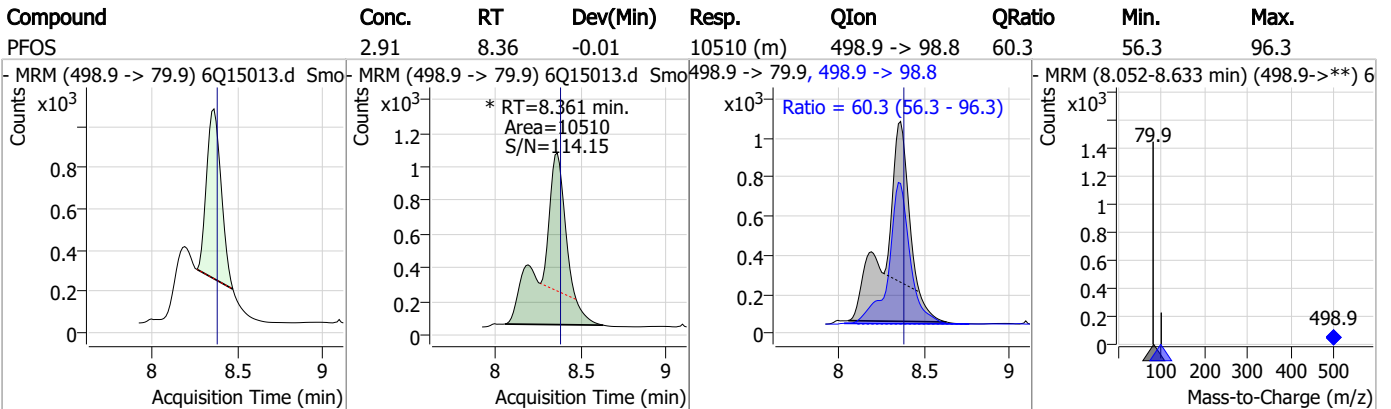 Compound Conc. RT Dev(Min) Resp. QIon QRatio Min. Max.
PFOS 2.91 8.36 -0.01 10510 (m) 498.9 -> 98.8 60.3 56.3 96.3
- MRM (498.9 -> 79.9) 6Q15013.d Smo
Counts
x10³
0.8
0.6
0.4
0.2
0
8 8.5 9
Acquisition Time (min)
- MRM (498.9 -> 79.9) 6Q15013.d Smo
Counts
x10³
* RT=8.361 min.
Area=10510
S/N=114.15
1.2
1
0.8
0.6
0.4
0.2
0
8 8.5 9
Acquisition Time (min)
498.9 -> 79.9, 498.9 -> 98.8
Counts
x10³
Ratio = 60.3 (56.3 - 96.3)
1
0.8
0.6
0.4
0.2
0
8 8.5 9
Acquisition Time (min)
- MRM (8.052-8.633 min) (498.9->**) 6
Counts
x10³
79.9
1.4
1.2
1
0.8
0.6
0.4
0.2
0
498.9
100 200 300 400 500
Mass-to-Charge (m/z)